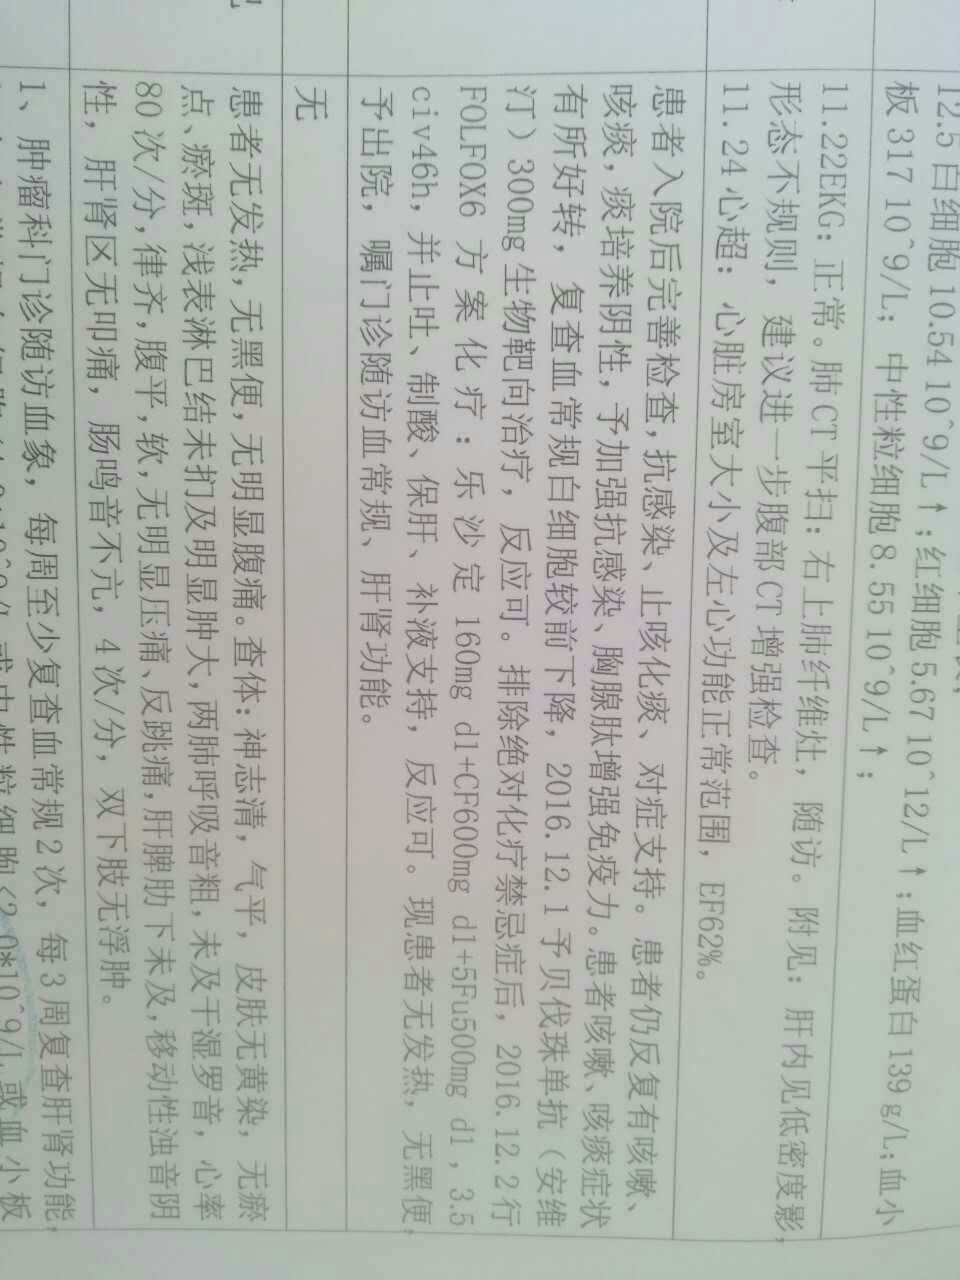 12.5 白细胞 10.54 10^9/L↑;红细胞 5.67 10^12/L↑;血红蛋白 139 g/L;血小
板 317 10^9/L; 中性粒细胞 8.55 10^9/L↑;
11.22EKG: 正常。肺 CT 平扫: 右上肺纤维灶, 随访。附见: 肝内见低密度影,
形态不规则, 建议进一步腹部 CT 增强检查。
11.24 心超: 心脏房室大小及左心功能正常范围, EF62%。
患者入院后完善检查,抗感染、止咳化痰、对症支持。患者仍反复有咳嗽、
咳痰,痰培养阴性,予加强抗感染、胸腺肽增强免疫力。患者咳嗽、咳痰症状
有所好转, 复查血常规白细胞较前下降, 2016.12.1 予贝伐珠单抗 (安维
汀) 300mg 生物靶向治疗, 反应可。排除绝对化疗禁忌症后, 2016.12.2 行
FOLFOX6 方案化疗: 乐沙定 160mg d1+CF600mg d1+5Fu500mg d1, 3.5
civ46h, 并止吐、制酸、保肝、补液支持, 反应可。现患者无发热, 无黑便,
予出院, 嘱门诊随访血常规、肝肾功能。
无
患者无发热,无黑便,无明显腹痛。查体:神志清, 气平, 皮肤无黄染, 无瘀
点、瘀斑,浅表淋巴结未扪及明显肿大,两肺呼吸音粗,未及干湿罗音, 心率
80 次/分,律齐,腹平,软,无明显压痛、反跳痛,肝脾肋下未及,移动性浊音阴
性, 肝肾区无叩痛, 肠鸣音不亢, 4 次/分, 双下肢无浮肿。
1、肿瘤科门诊随访血象, 每周至少复查血常规 2 次, 每 3 周复查肝肾功能,